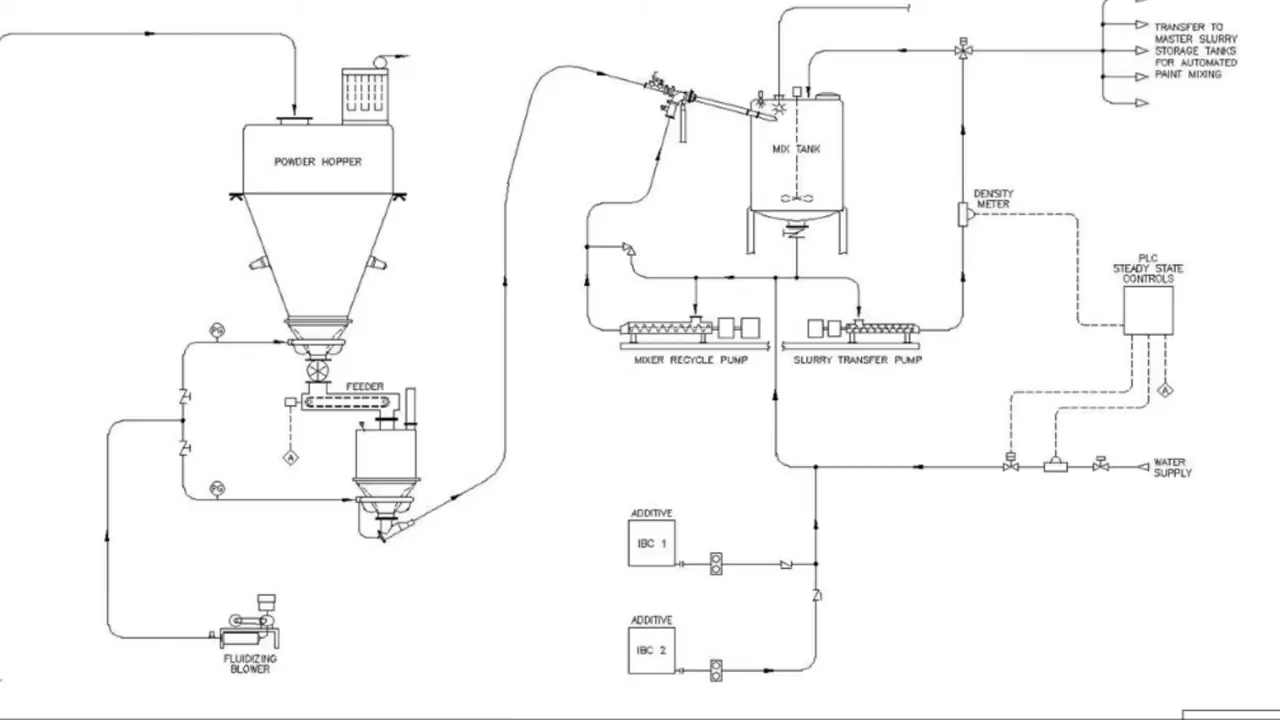 TRANSFER TO
MASTER SLURRY
STORAGE TANKS
FOR AUTOMATED
PAINT MIXING
POWDER HOPPER
MIX TANK
DENSITY
METER
PLC
STEADY STATE
CONTROLS
PG
MIXER RECYCLE PUMP
SLURRY TRANSFER PUMP
FEEDER
A
A
WATER
SUPPLY
PG
ADDITIVE
IBC 1
ADDITIVE
IBC 2
FLUIDIZING
BLOWER